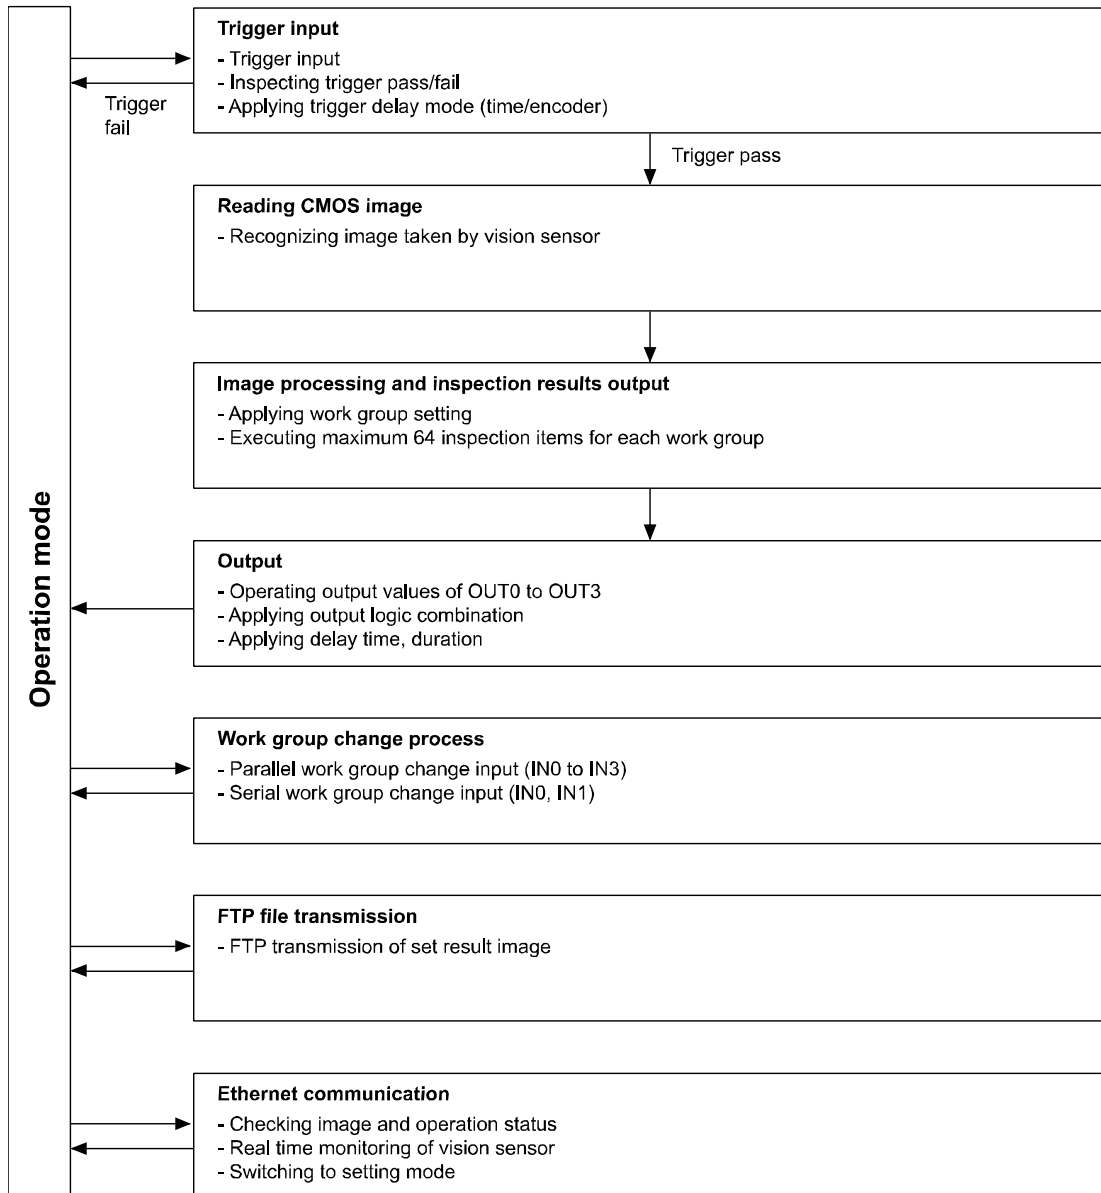 Operation mode
Trigger input
- Trigger input
- Inspecting trigger pass/fail
- Applying trigger delay mode (time/encoder)
Trigger
fail
Trigger pass
Reading CMOS image
- Recognizing image taken by vision sensor
Image processing and inspection results output
- Applying work group setting
- Executing maximum 64 inspection items for each work group
Output
- Operating output values of OUT0 to OUT3
- Applying output logic combination
- Applying delay time, duration
Work group change process
- Parallel work group change input (IN0 to IN3)
- Serial work group change input (IN0, IN1)
FTP file transmission
- FTP transmission of set result image
Ethernet communication
- Checking image and operation status
- Real time monitoring of vision sensor
- Switching to setting mode